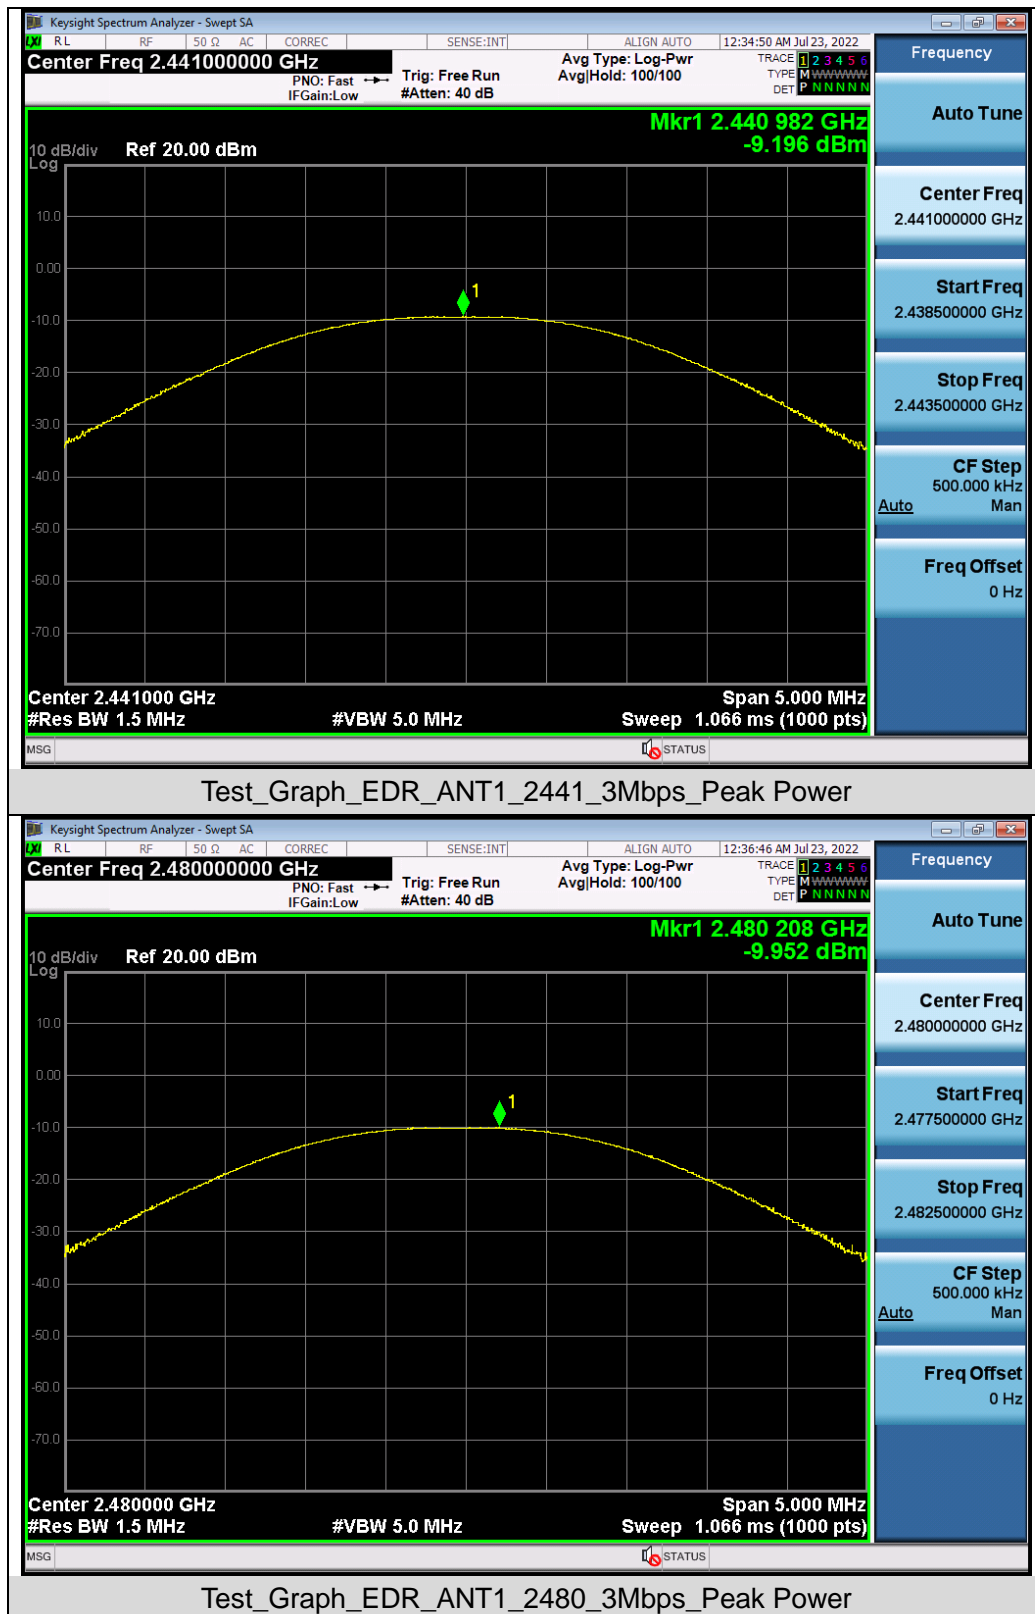 Keysight Spectrum Analyzer - Swept SA
LXI RL RF 50 Ω AC CORREC SENSE:INT ALIGN AUTO 12:34:50 AM Jul 23, 2022
Center Freq 2.441000000 GHz
PNO: Fast
IFGain:Low
Trig: Free Run
#Atten: 40 dB
Avg Type: Log-Pwr
Avg|Hold: 100/100
TRACE 1 2 3 4 5 6
TYPE M WWWWW
DET P N N N N N
Mkr1 2.440 982 GHz
-9.196 dBm
10 dB/div Ref 20.00 dBm
Log
10.0
0.00
-10.0
-20.0
-30.0
-40.0
-50.0
-60.0
-70.0
1
Center 2.441000 GHz Span 5.000 MHz
#Res BW 1.5 MHz #VBW 5.0 MHz Sweep 1.066 ms (1000 pts)
MSG STATUS
Frequency
Auto Tune
Center Freq
2.441000000 GHz
Start Freq
2.438500000 GHz
Stop Freq
2.443500000 GHz
CF Step
500.000 kHz
Auto Man
Freq Offset
0 Hz
Test_Graph_EDR_ANT1_2441_3Mbps_Peak Power
Keysight Spectrum Analyzer - Swept SA
LXI RL RF 50 Ω AC CORREC SENSE:INT ALIGN AUTO 12:36:46 AM Jul 23, 2022
Center Freq 2.480000000 GHz
PNO: Fast
IFGain:Low
Trig: Free Run
#Atten: 40 dB
Avg Type: Log-Pwr
Avg|Hold: 100/100
TRACE 1 2 3 4 5 6
TYPE M WWWWW
DET P N N N N N
Mkr1 2.480 208 GHz
-9.952 dBm
10 dB/div Ref 20.00 dBm
Log
10.0
0.00
-10.0
-20.0
-30.0
-40.0
-50.0
-60.0
-70.0
1
Center 2.480000 GHz Span 5.000 MHz
#Res BW 1.5 MHz #VBW 5.0 MHz Sweep 1.066 ms (1000 pts)
MSG STATUS
Frequency
Auto Tune
Center Freq
2.480000000 GHz
Start Freq
2.477500000 GHz
Stop Freq
2.482500000 GHz
CF Step
500.000 kHz
Auto Man
Freq Offset
0 Hz
Test_Graph_EDR_ANT1_2480_3Mbps_Peak Power